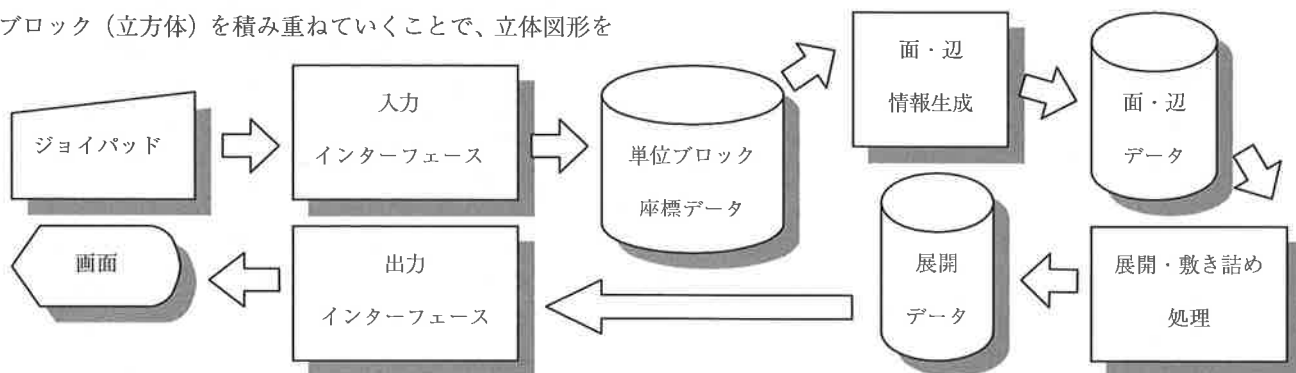 ブロック（立方体）を積み重ねていくことで、立体図形を
ジョイパッド
入力
インターフェース
単位ブロック
座標データ
面・辺
情報生成
面・辺
データ
展開・敷き詰め
処理
展開
データ
出力
インターフェース
画面